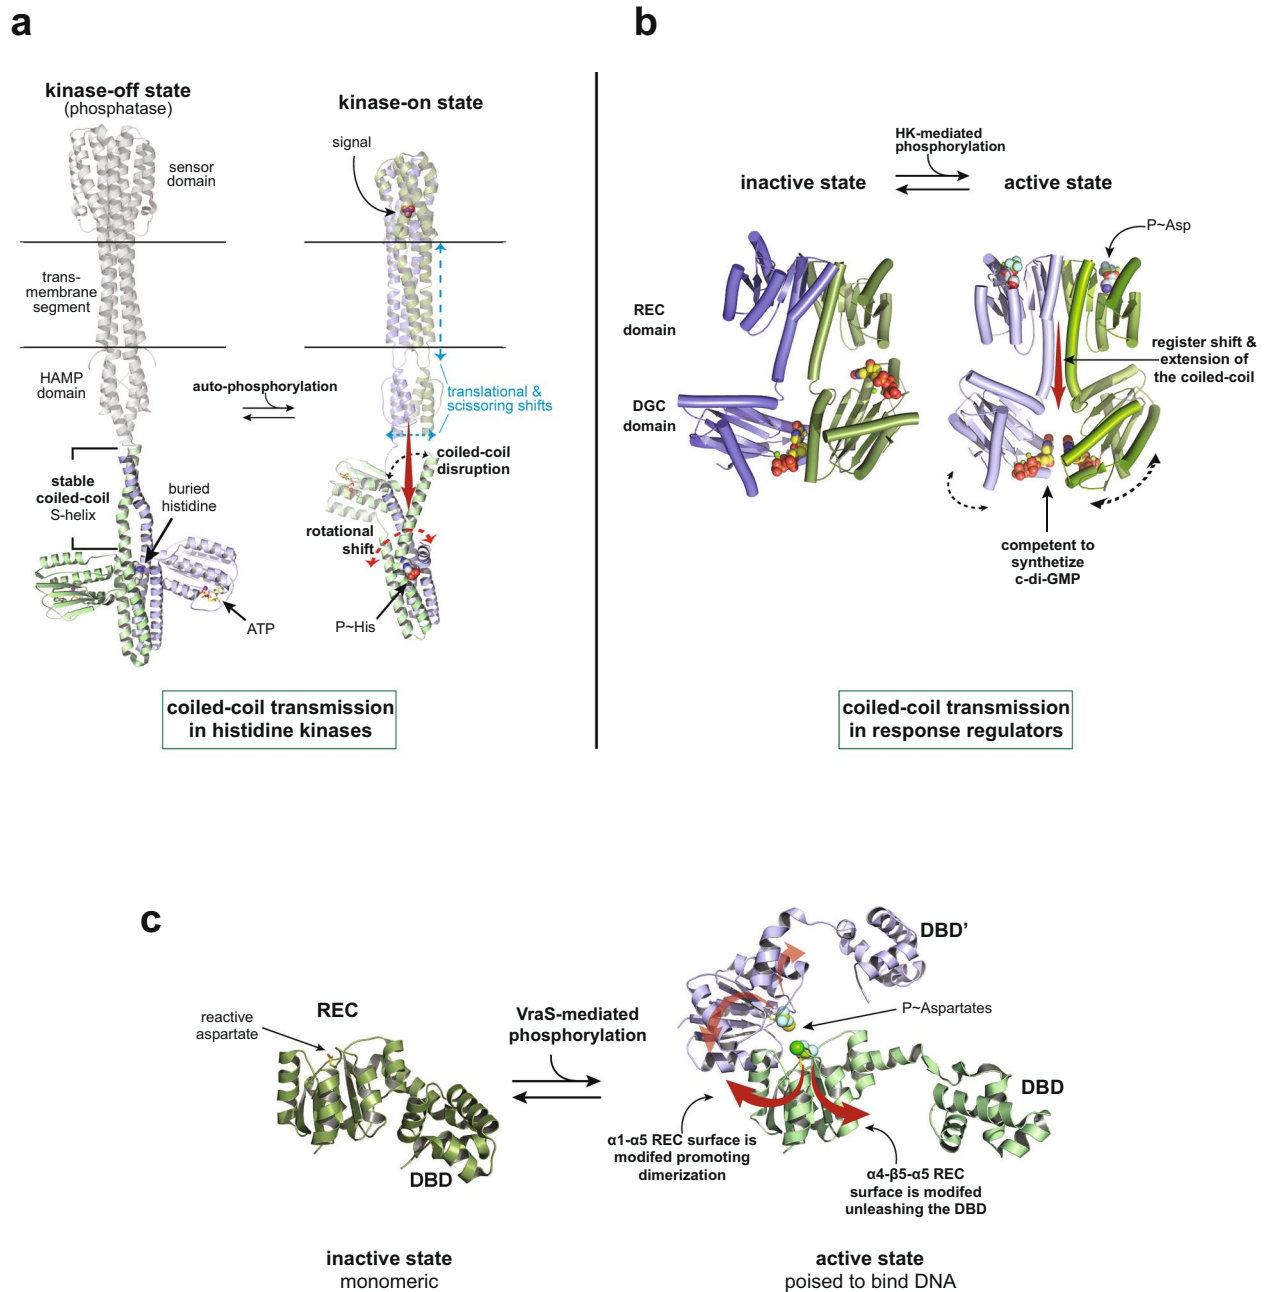 a
kinase-off state
(phosphatase)
sensor
domain
trans-
membrane
segment
HAMP
domain
stable
coiled-coil
S-helix
buried
histidine
ATP
auto-phosphorylation
kinase-on state
signal
translational &
scissoring shifts
coiled-coil
disruption
rotational
shift
P~His
coiled-coil transmission
in histidine kinases
b
HK-mediated
phosphorylation
inactive state
active state
P~Asp
REC
domain
DGC
domain
register shift &
extension of
the coiled-coil
competent to
synthetize
c-di-GMP
coiled-coil transmission
in response regulators
c
REC
reactive
aspartate
DBD
VraS-mediated
phosphorylation
DBD'
P~Aspartates
DBD
α1-α5 REC surface is
modifed promoting
dimerization
α4-β5-α5 REC
surface is modifed
unleashing the DBD
inactive state
monomeric
active state
poised to bind DNA